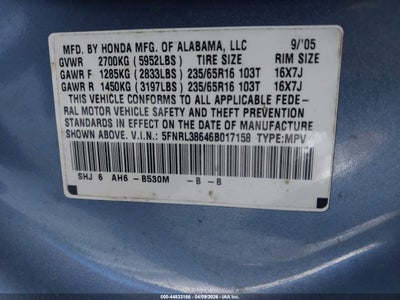 MFD. BY HONDA MFG. OF ALABAMA, LLC 9/'05
GVWR 2700KG (5952LBS) TIRE SIZE RIM SIZE
GAWR F 1285KG (2833LBS) 235/65R16 103T 16X7J
GAWR R 1450KG (3197LBS) 235/65R16 103T 16X7J
THIS VEHICLE CONFORMS TO ALL APPLICABLE FEDE-
RAL MOTOR VEHICLE SAFETY AND THEFT PREVENTION
STANDARDS IN EFFECT ON THE DATE OF MANUFACTURE
SHOWN ABOVE. V.I.N.: 5FNRL38646B017158 TYPE:MPV
SHJ 6 AH6 - B530M - B - B
000-44833168 - 04/09/2026 - WWW.IAAI.COM